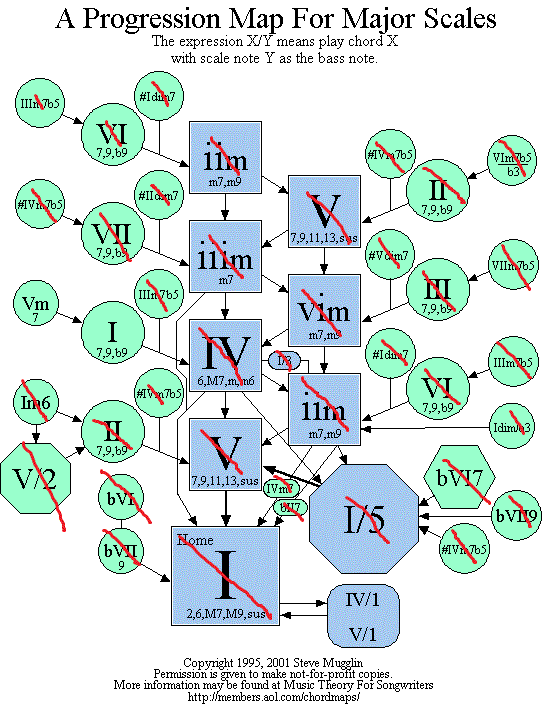 A Progression Map For Major Scales
The expression X/Y means play chord X
with scale note Y as the bass note.
IIIm7b5
#Idim7
VI
7,9,b9
iim
m7,m9
#IVm7b5
II
7,9,b9
VIm7b5
b3
#IVm7b5
#IIdim7
VII
7,9,b9
V
7,9,11,13,sus
iiim
m7
#Vdim7
III
7,9,b9
VIIm7b5
Vm
7
IIIm7b5
I
7,9,b9
vim
m7,m9
IV
6,M7,m,m6
I/3
#Idim7
VI
7,9,b9
IIIm7b5
Im6
#IVm7b5
II
7,9,b9
iim
m7,m9
Idim/b3
V
7,9,11,13,sus
V/2
bVI
IVm7
bII7
bVI7
I/5
bVII9
bVII
9
#IVm7b5
Home
I
2,6,M7,M9,sus
IV/1
V/1
Copyright 1995, 2001 Steve Mugglin
Permission is given to make not-for-profit copies.
More information may be found at Music Theory For Songwriters
http://members.aol.com/chordmaps/